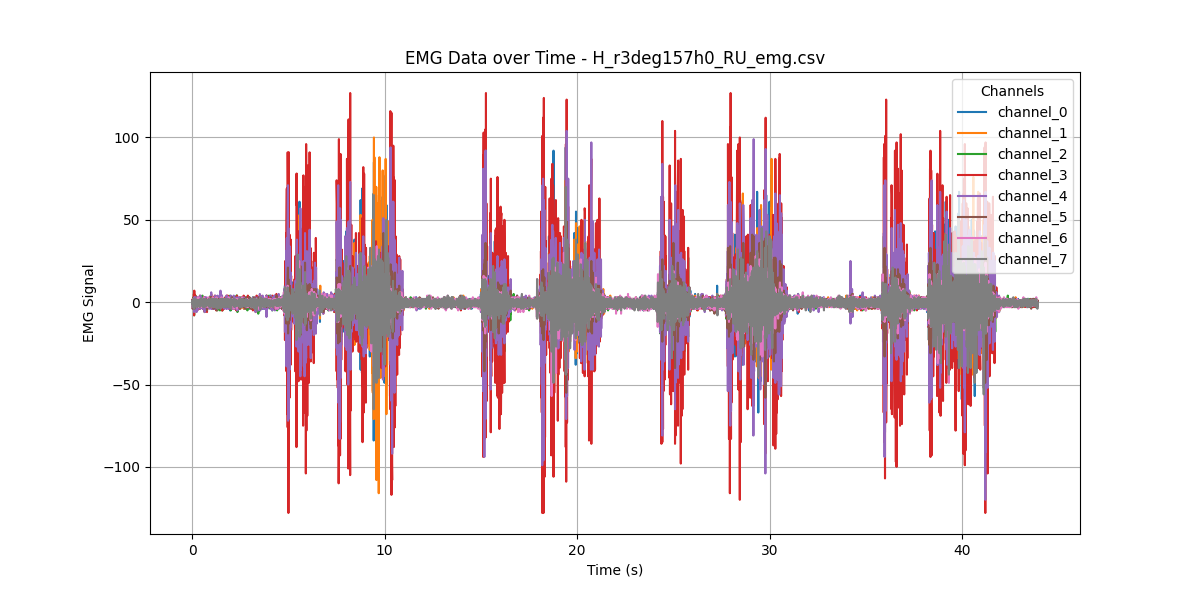 EMG Data over Time - H_r3deg157h0_RU_emg.csv
Channels
channel_0
channel_1
channel_2
channel_3
channel_4
channel_5
channel_6
channel_7
EMG Signal
100
50
0
−50
−100
0 10 20 30 40
Time (s)